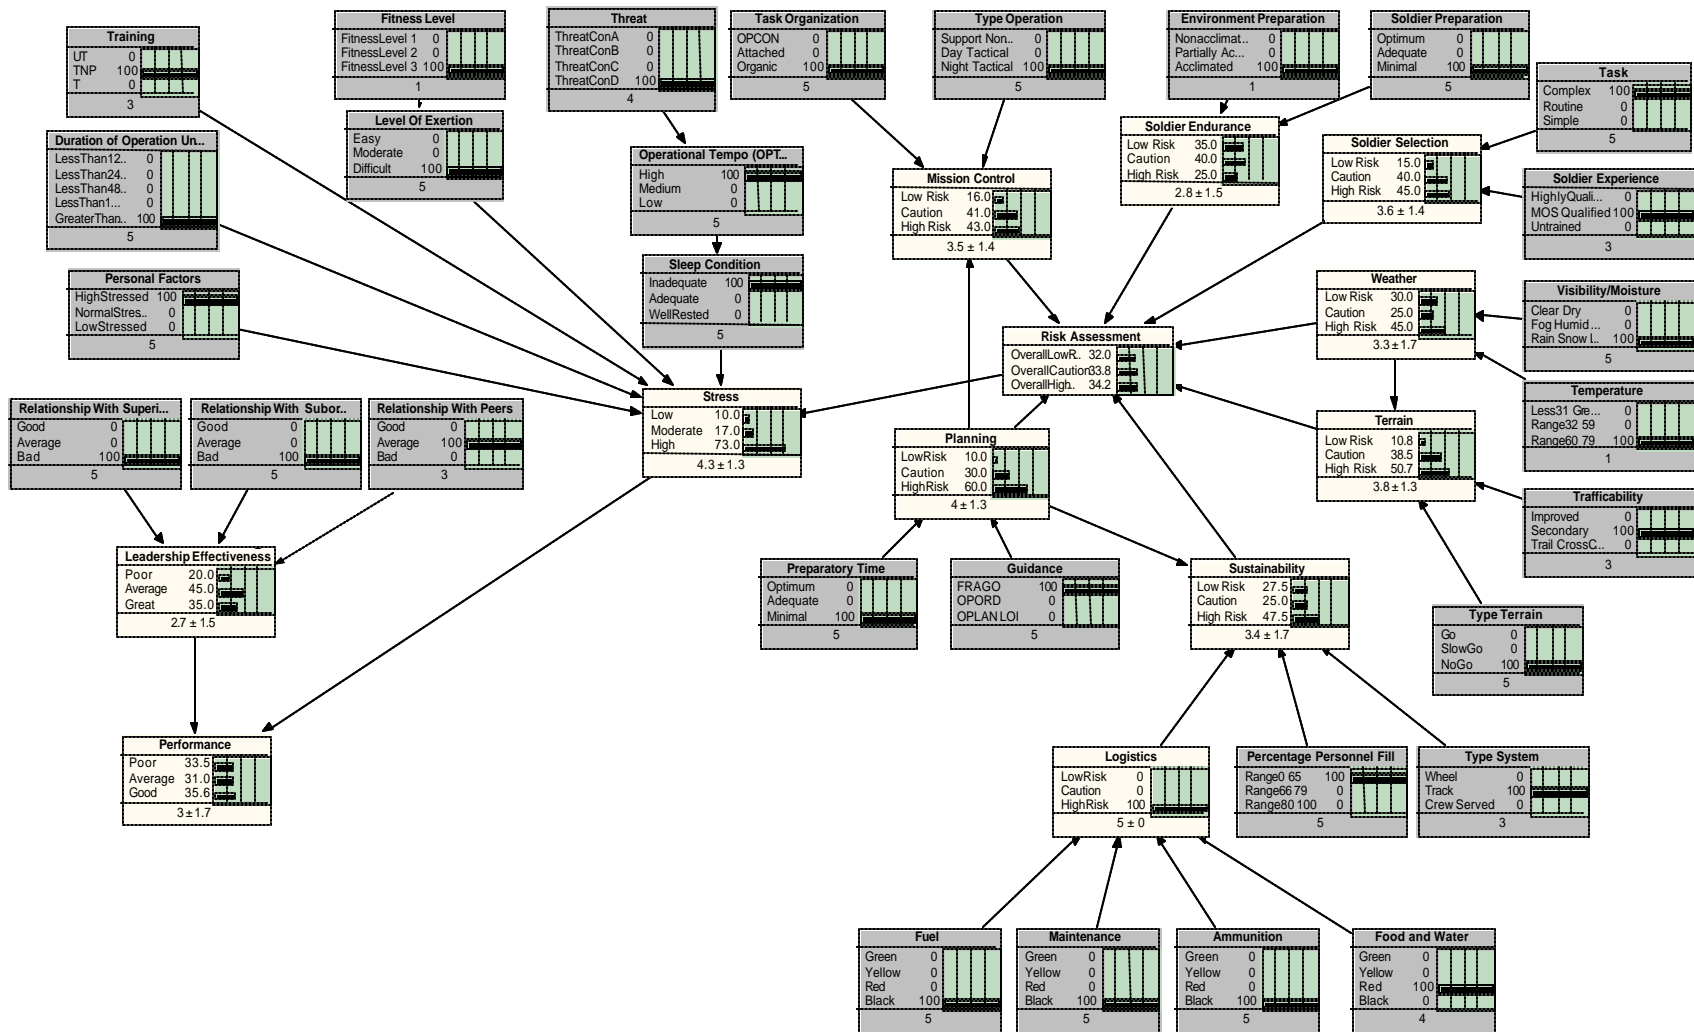 Training
UT 0
TNP 100
T 0
3
Fitness Level
FitnessLevel 1 0
FitnessLevel 2 0
FitnessLevel 3 100
1
Threat
ThreatConA 0
ThreatConB 0
ThreatConC 0
ThreatConD 100
4
Task Organization
OPCON 0
Attached 0
Organic 100
5
Type Operation
Support Non.. 0
Day Tactical 0
Night Tactical 100
5
Environment Preparation
Nonacclimat.. 0
Partially Ac... 0
Acclimated 100
1
Soldier Preparation
Optimum 0
Adequate 0
Minimal 100
5
Task
Complex 100
Routine 0
Simple 0
5
Duration of Operation Un...
LessThan12.. 0
LessThan24.. 0
LessThan48.. 0
LessThan1... 0
GreaterThan.. 100
5
Level Of Exertion
Easy 0
Moderate 0
Difficult 100
5
Operational Tempo (OPT...
High 100
Medium 0
Low 0
5
Mission Control
Low Risk 16.0
Caution 41.0
High Risk 43.0
3.5 ± 1.4
Soldier Endurance
Low Risk 35.0
Caution 40.0
High Risk 25.0
2.8 ± 1.5
Soldier Selection
Low Risk 15.0
Caution 40.0
High Risk 45.0
3.6 ± 1.4
Soldier Experience
HighlyQuali... 0
MOS Qualified 100
Untrained 0
3
Personal Factors
HighStressed 100
NormalStres.. 0
LowStressed 0
5
Sleep Condition
Inadequate 100
Adequate 0
WellRested 0
5
Risk Assessment
OverallLowR.. 32.0
OverallCaution 33.8
OverallHigh.. 34.2
Weather
Low Risk 30.0
Caution 25.0
High Risk 45.0
3.3 ± 1.7
Visibility/Moisture
Clear Dry 0
Fog Humid ... 0
Rain Snow I.. 100
5
Temperature
Less31 Gre... 0
Range32 59 0
Range60 79 100
1
Relationship With Superi...
Good 0
Average 0
Bad 100
5
Relationship With Subor..
Good 0
Average 0
Bad 100
5
Relationship With Peers
Good 0
Average 100
Bad 0
3
Stress
Low 10.0
Moderate 17.0
High 73.0
4.3 ± 1.3
Planning
LowRisk 10.0
Caution 30.0
HighRisk 60.0
4 ± 1.3
Terrain
Low Risk 10.8
Caution 38.5
High Risk 50.7
3.8 ± 1.3
Trafficability
Improved 0
Secondary 100
Trail CrossC.. 0
3
Leadership Effectiveness
Poor 20.0
Average 45.0
Great 35.0
2.7 ± 1.5
Preparatory Time
Optimum 0
Adequate 0
Minimal 100
5
Guidance
FRAGO 100
OPORD 0
OPLAN LOI 0
5
Sustainability
Low Risk 27.5
Caution 25.0
High Risk 47.5
3.4 ± 1.7
Type Terrain
Go 0
SlowGo 0
NoGo 100
5
Performance
Poor 33.5
Average 31.0
Good 35.6
3 ± 1.7
Logistics
LowRisk 0
Caution 0
HighRisk 100
5 ± 0
Percentage Personnel Fill
Range0 65 100
Range66 79 0
Range80 100 0
5
Type System
Wheel 0
Track 100
Crew Served 0
3
Fuel
Green 0
Yellow 0
Red 0
Black 100
5
Maintenance
Green 0
Yellow 0
Red 0
Black 100
5
Ammunition
Green 0
Yellow 0
Red 0
Black 100
5
Food and Water
Green 0
Yellow 0
Red 100
Black 0
4